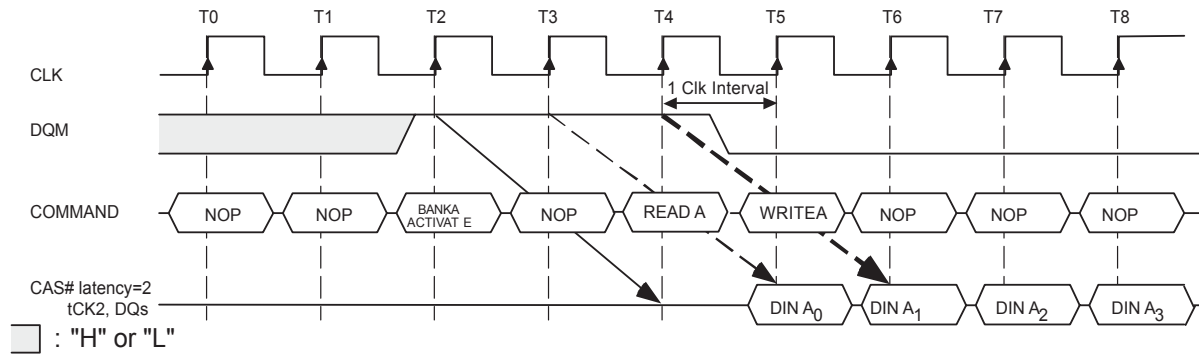 T0 T1 T2 T3 T4 T5 T6 T7 T8
CLK
1 Clk Interval
DQM
COMMAND NOP NOP BANKA ACTIVAT E NOP READ A WRITEA NOP NOP NOP
CAS# latency=2
tCK2, DQs DIN A0 DIN A1 DIN A2 DIN A3
: "H" or "L"